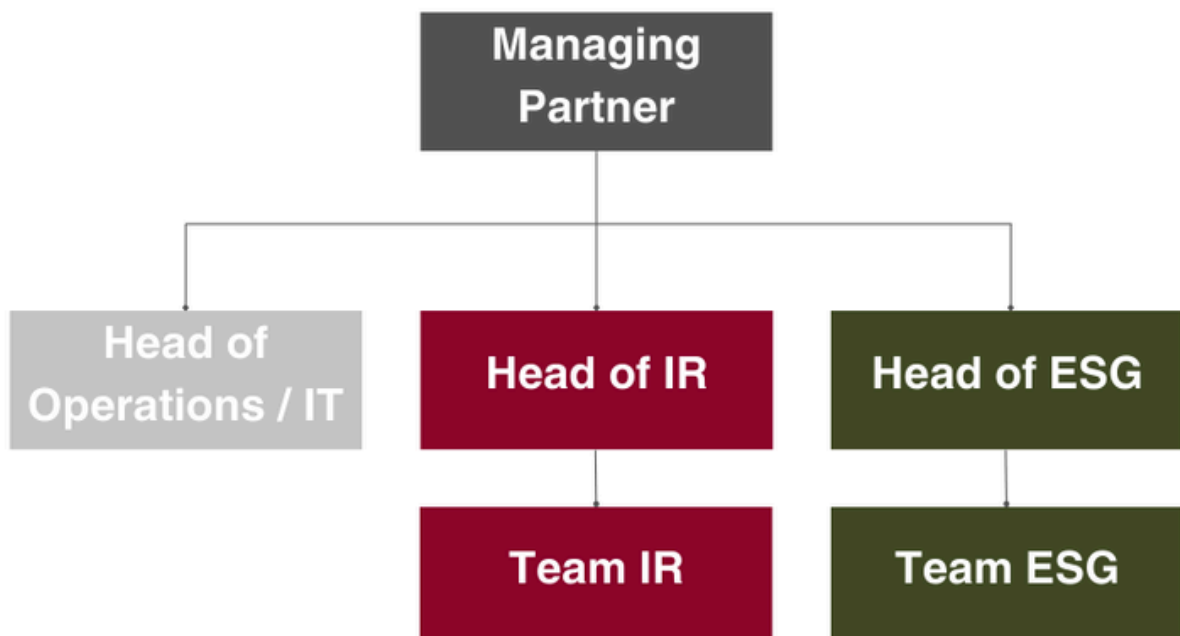 Managing
Partner
Head of
Operations / IT
Head of IR
Head of ESG
Team IR
Team ESG